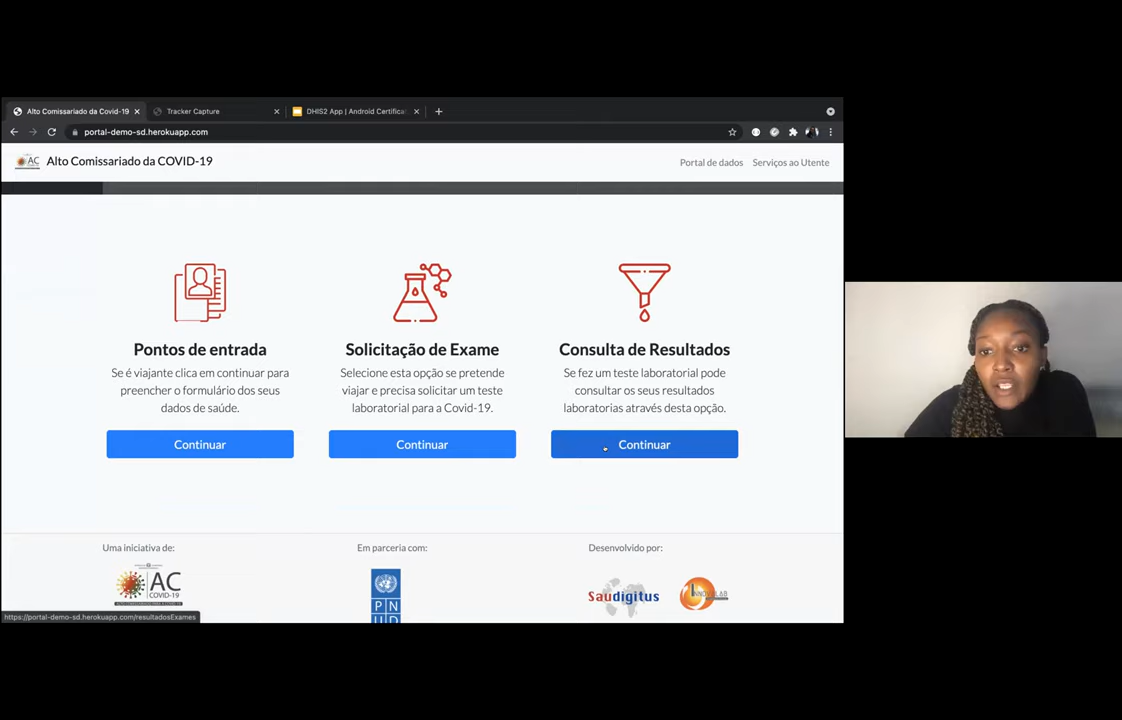 Alto Comissariado da Covid-19
Tracker Capture
DHIS2 App | Android Certifica
portal-demo-sd.herokuapp.com
AC
Alto Comissariado da COVID-19
Portal de dados
Serviços ao Utente
Pontos de entrada
Se é viajante clica em continuar para
preencher o formulário dos seus
dados de saúde.
Continuar
Solicitação de Exame
Selecione esta opção se pretende
viajar e precisa solicitar um teste
laboratorial para a Covid-19.
Continuar
Consulta de Resultados
Se fez um teste laboratorial pode
consultar os seus resultados
laboratorias através desta opção.
Continuar
Uma iniciativa de:
AC
COVID-19
Em parceria com:
PN
UD
Desenvolvido por:
Saudigitus
https://portal-demo-sd.herokuapp.com/resultadosExames